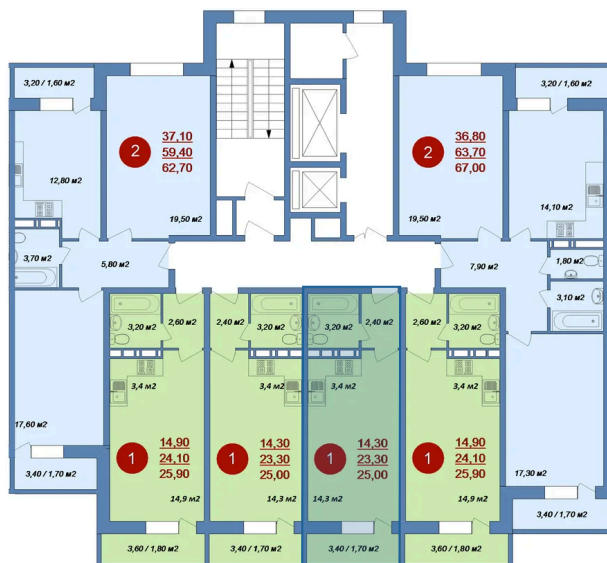 3,20 / 1,60 м2
3,20 / 1,60 м2
2
37,10
59,40
62,70
2
36,80
63,70
67,00
12,80 м2
19,50 м2
19,50 м2
14,10 м2
3,70 м2
5,80 м2
7,90 м2
1,80 м2
3,10 м2
3,20 м2
2,60 м2
2,40 м2
3,20 м2
3,20 м2
2,40 м2
2,60 м2
3,20 м2
3,4 м2
3,4 м2
3,4 м2
3,4 м2
17,60 м2
1
14,90
24,10
25,90
1
14,30
23,30
25,00
1
14,30
23,30
25,00
1
14,90
24,10
25,90
17,30 м2
3,40 / 1,70 м2
14,9 м2
14,3 м2
14,3 м2
14,9 м2
3,40 / 1,70 м2
3,60 / 1,80 м2
3,40 / 1,70 м2
3,40 / 1,70 м2
3,60 / 1,80 м2